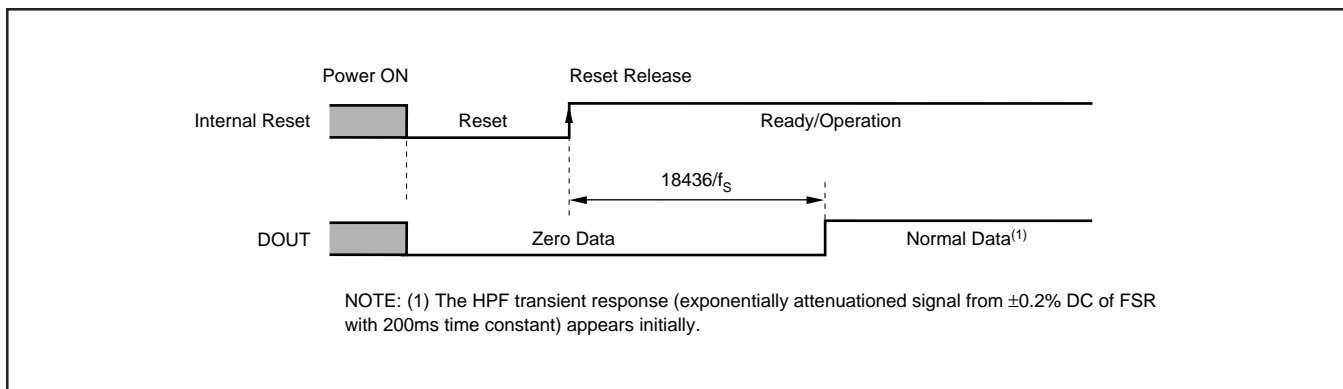 Power ON
Reset Release
Internal Reset
Reset
Ready/Operation
18436/fS
DOUT
Zero Data
Normal Data(1)
NOTE: (1) The HPF transient response (exponentially attenuationed signal from ±0.2% DC of FSR
with 200ms time constant) appears initially.